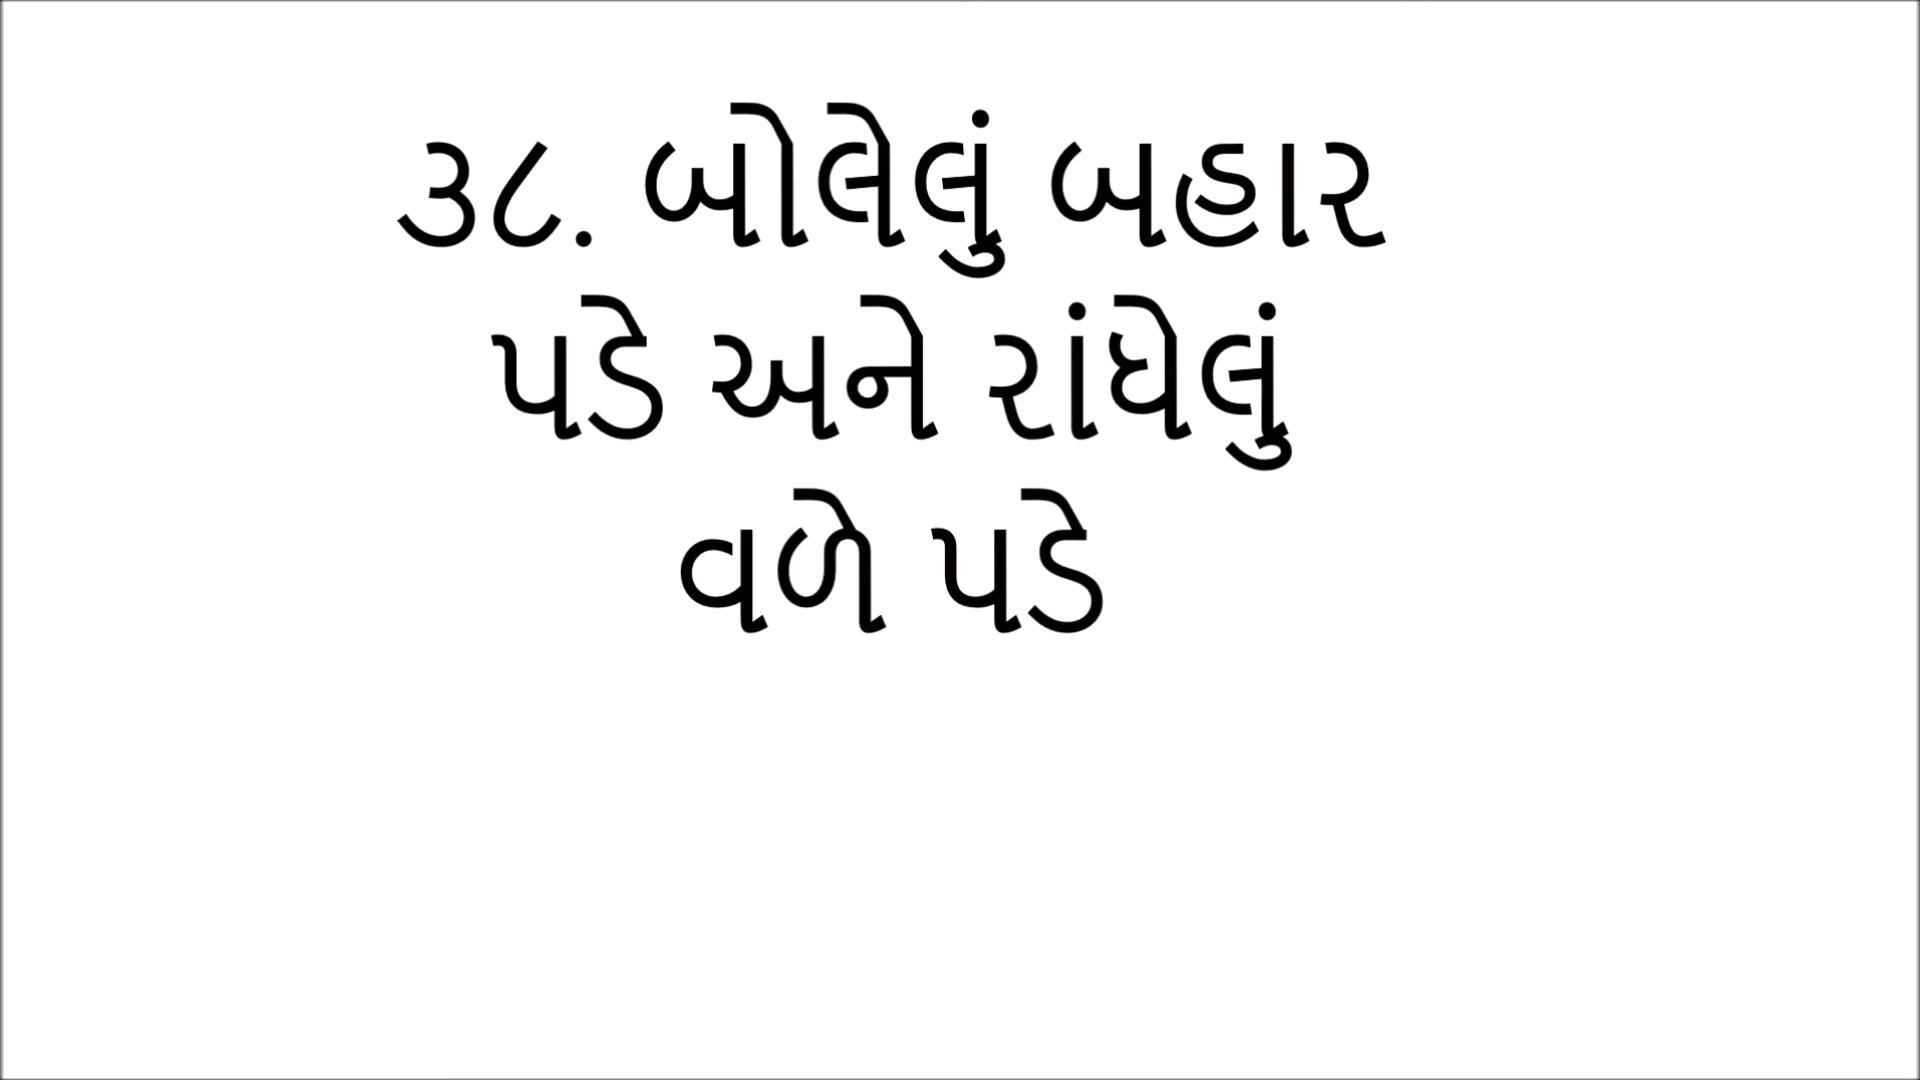 ૩૮. બોલેલું બહાર
પડે અને રાંધેલું
વળે પડે